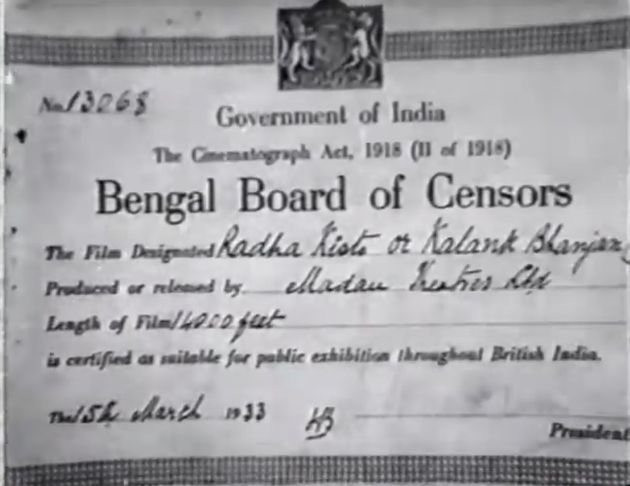 No. 13068
Government of India
The Cinematograph Act, 1918 (II of 1918)
Bengal Board of Censors
The Film Designated Radha Kisto or Kalank Bhanjan
Produced or released by Madan Theatres Ltd
Length of Film 14000 feet
is certified as suitable for public exhibition throughout British India.
The 15th March 1933
President